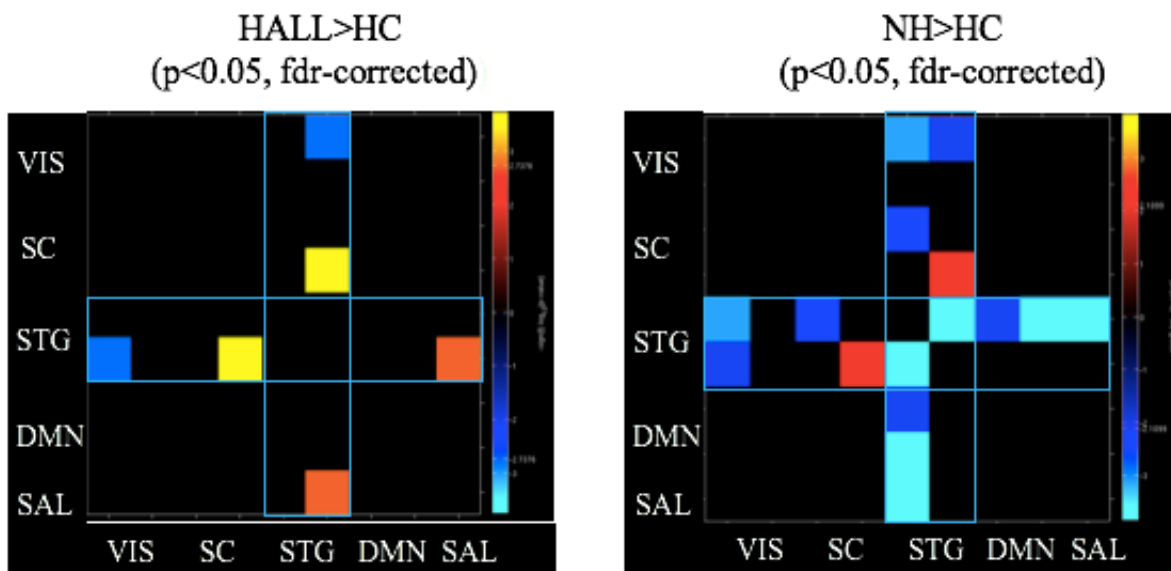 HALL>HC
(p<0.05, fdr-corrected)
VIS
SC
STG
DMN
SAL
VIS SC STG DMN SAL
NH>HC
(p<0.05, fdr-corrected)
VIS
SC
STG
DMN
SAL
VIS SC STG DMN SAL